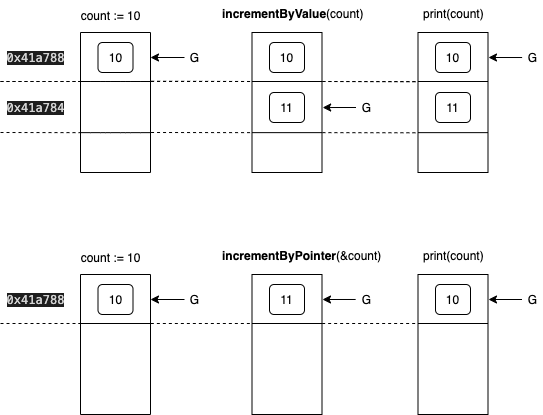 count := 10 incrementByValue(count) print(count)
0x41a788 10 G 10 10 G
0x41a784 11 G 11
count := 10 incrementByPointer(&count) print(count)
0x41a788 10 G 11 G 10 G